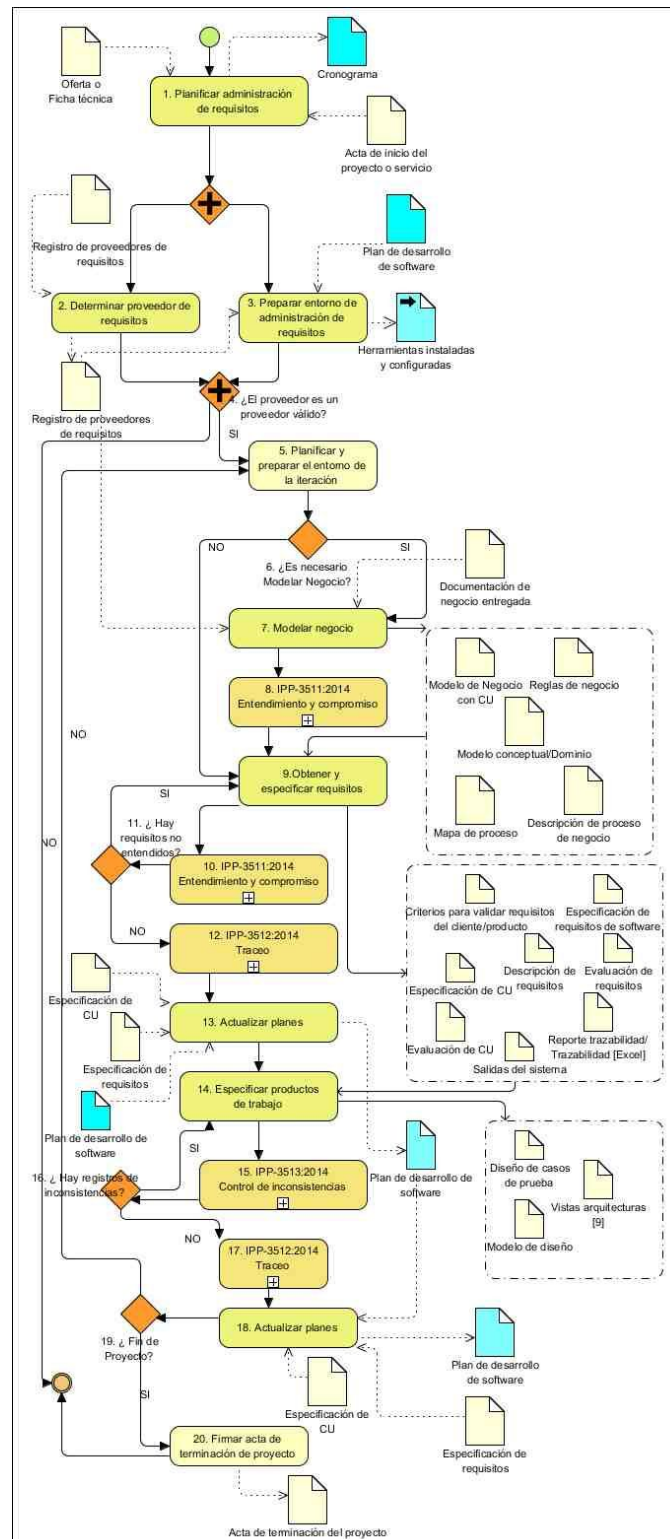 Oferta o
Ficha técnica
Cronograma
1. Planificar administración
de requisitos
Acta de inicio del
proyecto o servicio
Registro de proveedores de
requisitos
Plan de desarrollo
de software
2. Determinar proveedor de
requisitos
3. Preparar entorno de
administración de
requisitos
Herramientas instaladas
y configuradas
Registro de proveedores
de requisitos
4. ¿El proveedor es un
proveedor válido?
SI
5. Planificar y
preparar el entorno de
la iteración
NO
SI
6. ¿Es necesario
Modelar Negocio?
Documentación de
negocio entregada
7. Modelar negocio
8. IPP-3511:2014
Entendimiento y compromiso
Modelo de Negocio
con CU
Reglas de negocio
Modelo conceptual/Dominio
Mapa de proceso
Descripción de proceso
de negocio
NO
9.Obtener y
especificar requisitos
SI
11. ¿ Hay
requisitos no
entendidos?
NO
10. IPP-3511:2014
Entendimiento y compromiso
NO
12. IPP-3512:2014
Traceo
Criterios para validar requisitos
del cliente/producto
Especificación de
requisitos de software
Especificación de CU
Descripción de
requisitos
Evaluación de
requisitos
Evaluación de CU
Reporte trazabilidad/
Trazabilidad [Excel]
Salidas del sistema
Especificación de
CU
13. Actualizar planes
Especificación de
requisitos
14. Especificar productos
de trabajo
Plan de desarrollo de
software
SI
16. ¿ Hay registros de
inconsistencias?
15. IPP-3513:2014
Control de inconsistencias
Plan de desarrollo de
software
Diseño de casos
de prueba
Vistas arquitecturas
[9]
Modelo de diseño
NO
17. IPP-3512:2014
Traceo
18. Actualizar planes
19. ¿ Fin de
Proyecto?
Plan de desarrollo
de software
SI
Especificación de
CU
Especificación de
requisitos
20. Firmar acta de
terminación de proyecto
Acta de terminación del proyecto